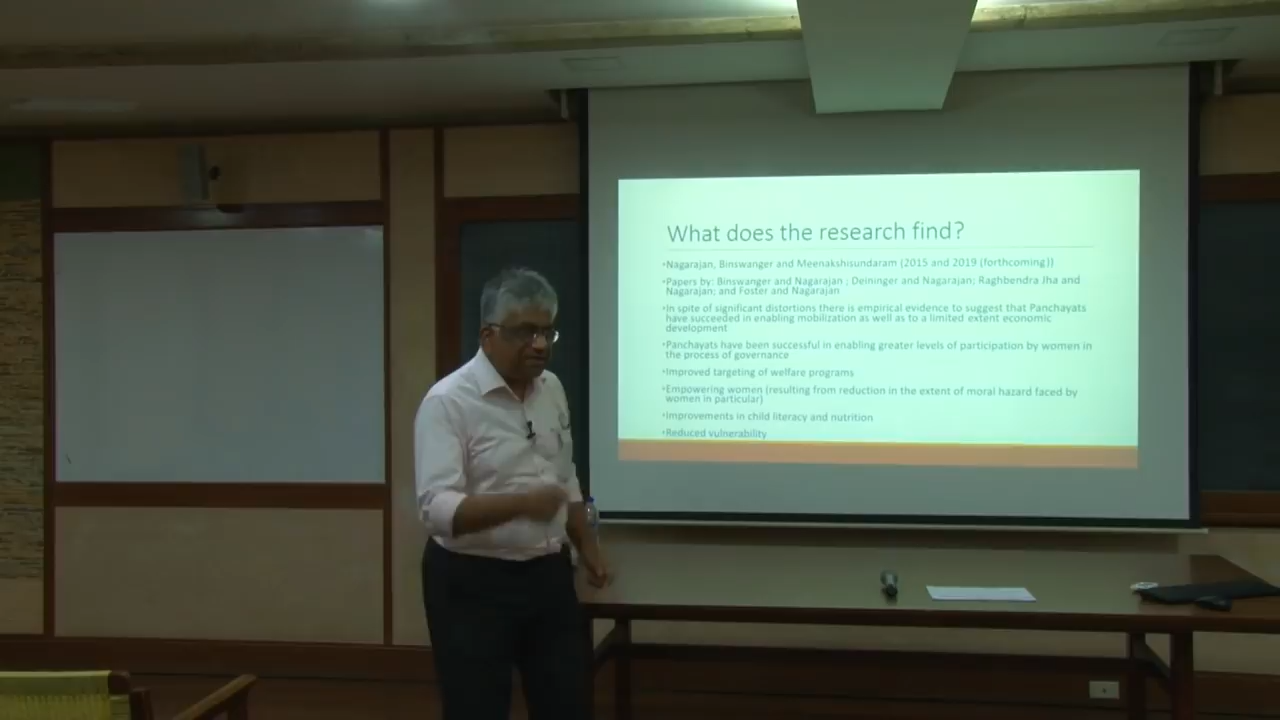 What does the research find?
•Nagarajan, Binswanger and Meenakshisundaram (2015 and 2019 (forthcoming))
•Papers by: Binswanger and Nagarajan ; Deininger and Nagarajan; Raghbendra Jha and
Nagarajan; and Foster and Nagarajan
•In spite of significant distortions there is empirical evidence to suggest that Panchayats
have succeeded in enabling mobilization as well as to a limited extent economic
development
•Panchayats have been successful in enabling greater levels of participation by women in
the process of governance
•Improved targeting of welfare programs
•Empowering women (resulting from reduction in the extent of moral hazard faced by
women in particular)
•Improvements in child literacy and nutrition
•Reduced vulnerability